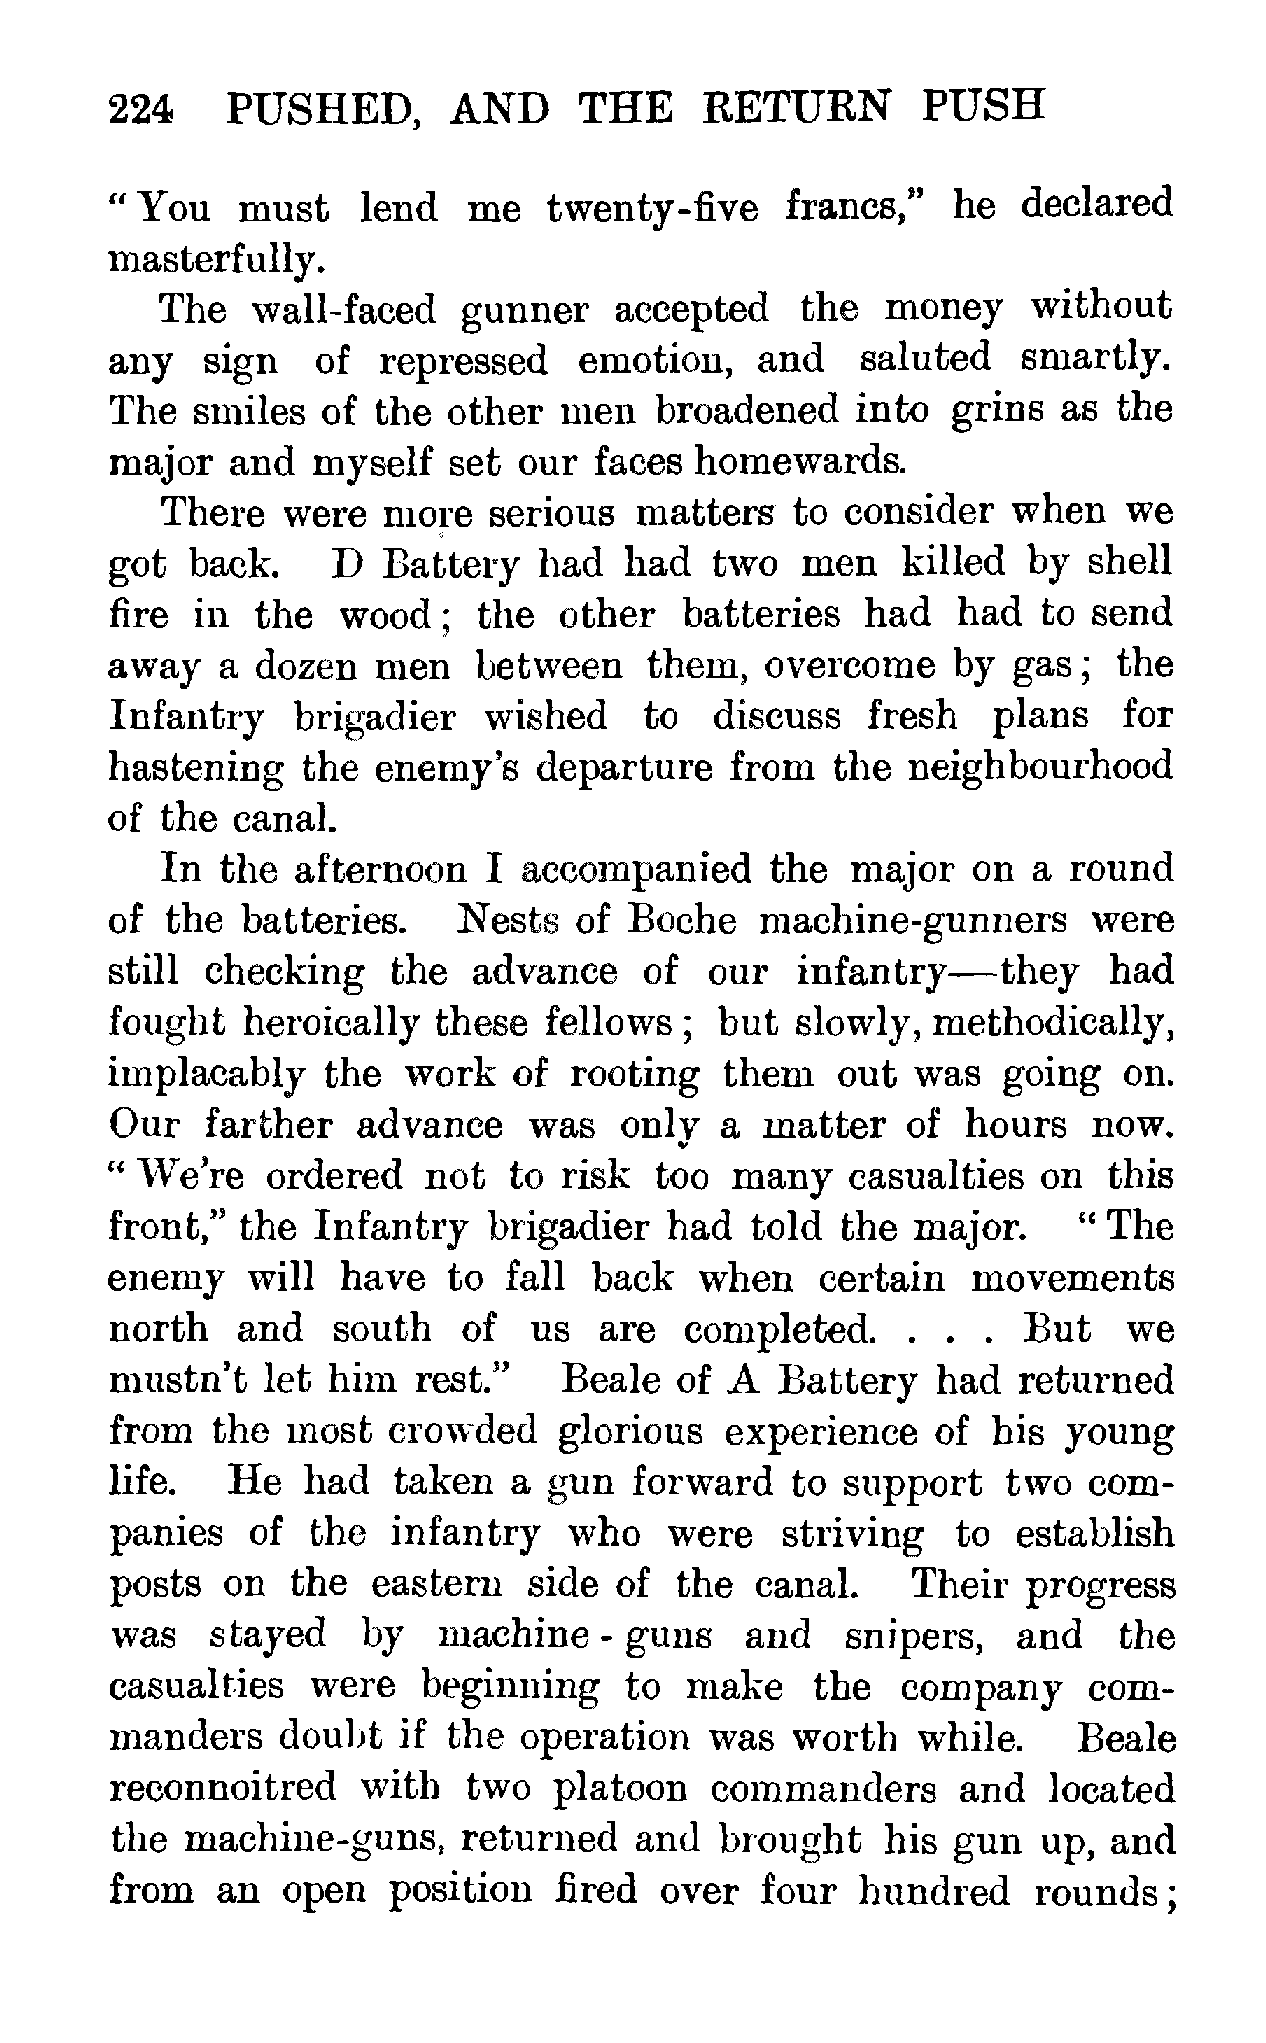 224 PUSHED, AND THE RETURN PUSH
“ You must lend me twenty-five francs,” he declared
masterfully.
The wall-faced gunner accepted the money without
any sign of repressed emotion, and saluted smartly.
The smiles of the other men broadened into grins as the
major and myself set our faces homewards.
There were more serious matters to consider when we
got back. D Battery had had two men killed by shell
fire in the wood ; the other batteries had had to send
away a dozen men between them, overcome by gas ; the
Infantry brigadier wished to discuss fresh plans for
hastening the enemy’s departure from the neighbourhood
of the canal.
In the afternoon I accompanied the major on a round
of the batteries. Nests of Boche machine-gunners were
still checking the advance of our infantry—they had
fought heroically these fellows ; but slowly, methodically,
implacably the work of rooting them out was going on.
Our farther advance was only a matter of hours now.
“ We’re ordered not to risk too many casualties on this
front,” the Infantry brigadier had told the major. “ The
enemy will have to fall back when certain movements
north and south of us are completed. . . . But we
mustn’t let him rest.” Beale of A Battery had returned
from the most crowded glorious experience of his young
life. He had taken a gun forward to support two com-
panies of the infantry who were striving to establish
posts on the eastern side of the canal. Their progress
was stayed by machine - guns and snipers, and the
casualties were beginning to make the company com-
manders doubt if the operation was worth while. Beale
reconnoitred with two platoon commanders and located
the machine-guns, returned and brought his gun up, and
from an open position fired over four hundred rounds ;